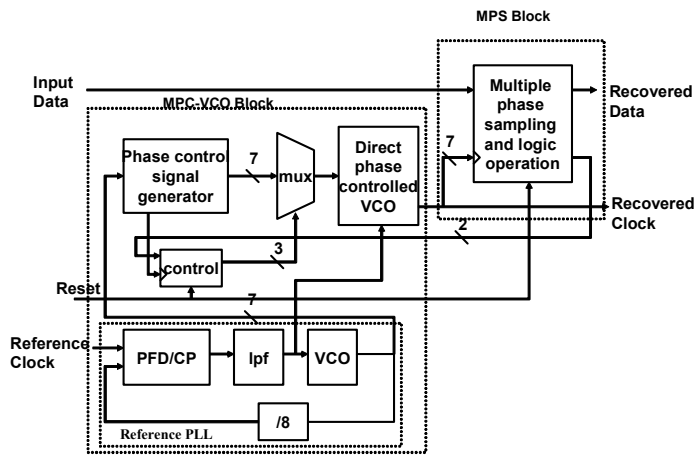 MPS Block
Input
Data
MPC-VCO Block
Multiple
phase
sampling
and logic
operation
Recovered
Data
7
Phase control
signal
generator
7
mux
Direct
phase
controlled
VCO
Recovered
Clock
2
control
3
Reset
7
Reference
Clock
PFD/CP
lpf
VCO
/8
Reference PLL